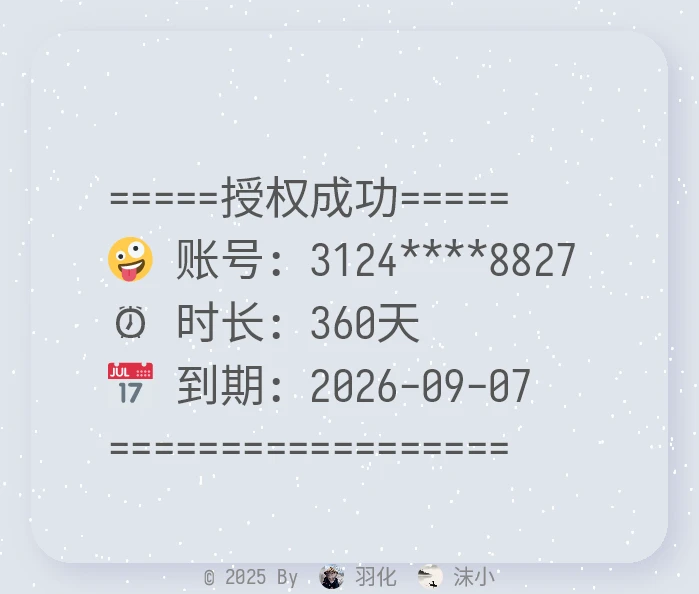 =====授权成功=====
🤪 账号: 3124****8827
⏰ 时长: 360天
📅 到期: 2026-09-07
==================
© 2025 By 羽化 沫小